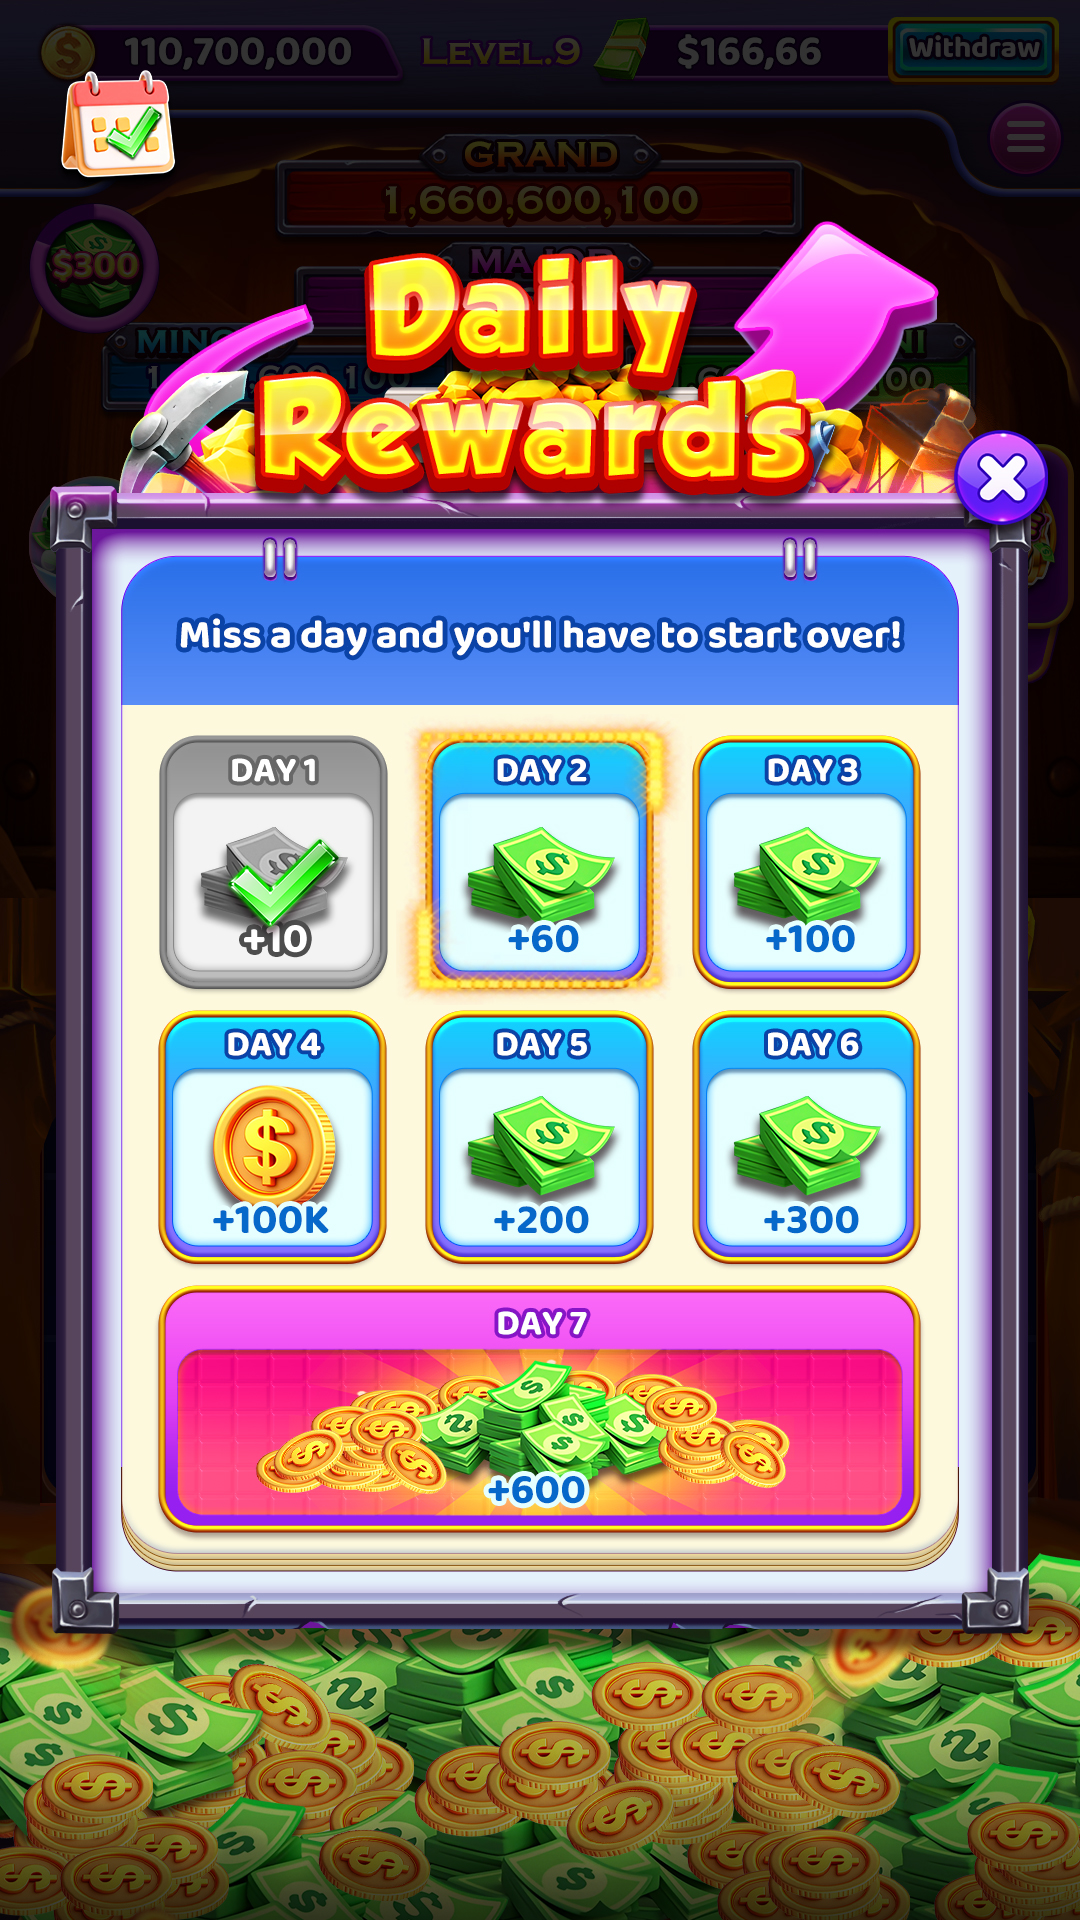 110,700,000
LEVEL.9
$166,66
Withdraw
GRAND
1,660,600,100
$300
Daily
Rewards
Miss a day and you'll have to start over!
DAY 1
+10
DAY 2
+60
DAY 3
+100
DAY 4
+100K
DAY 5
+200
DAY 6
+300
DAY 7
+600